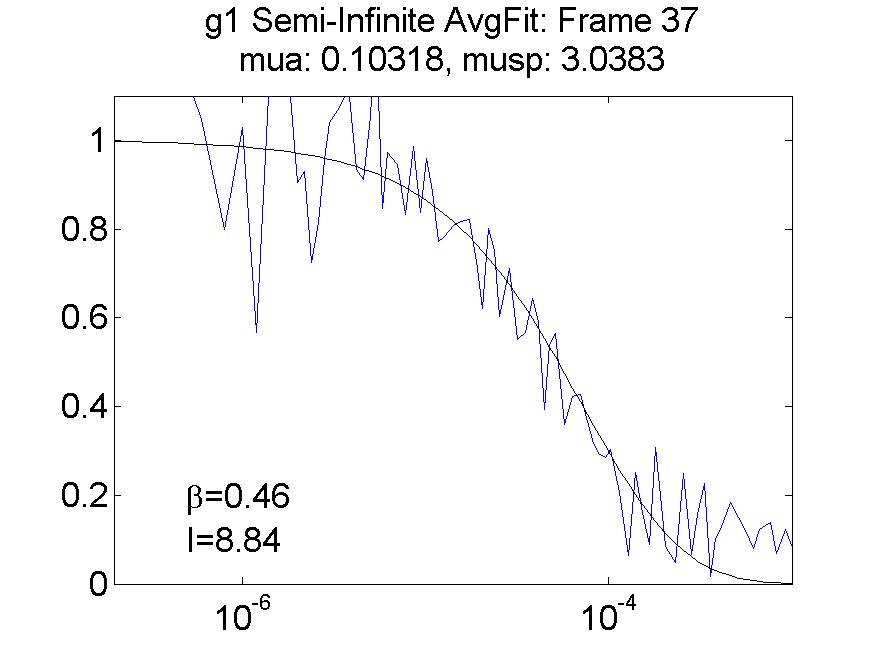 g1 Semi-Infinite AvgFit: Frame 37
mua: 0.10318, musp: 3.0383
1
0.8
0.6
0.4
0.2
0
β=0.46
I=8.84
10^-6
10^-4